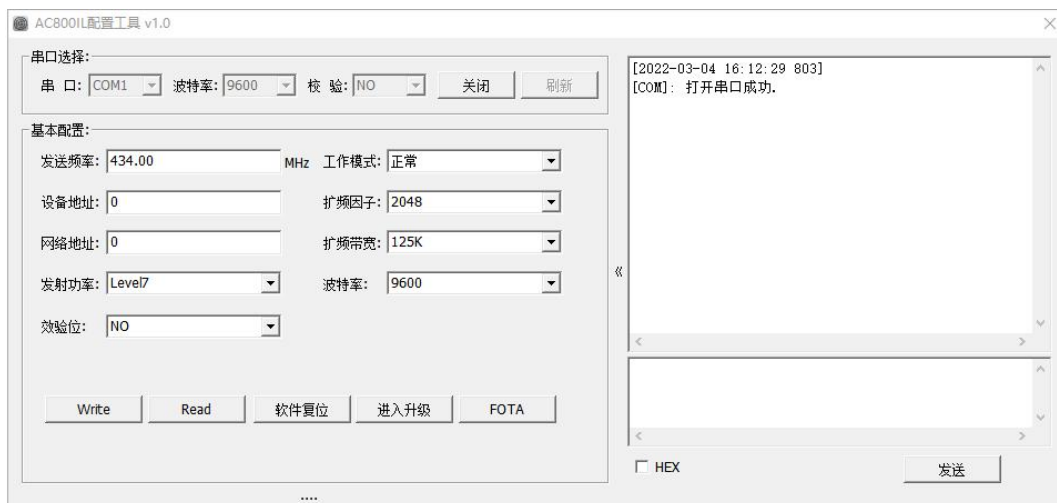 AC800IL配置工具 v1.0
串口选择:
串 口: COM1 波特率: 9600 校 验: NO 关闭 刷新
基本配置:
发送频率: 434.00 MHz 工作模式: 正常
设备地址: 0 扩频因子: 2048
网络地址: 0 扩频带宽: 125K
发射功率: Level7 波特率: 9600
效验位: NO
Write Read 软件复位 进入升级 FOTA
....
«
[2022-03-04 16:12:29 803]
[COM]: 打开串口成功.
HEX 发送